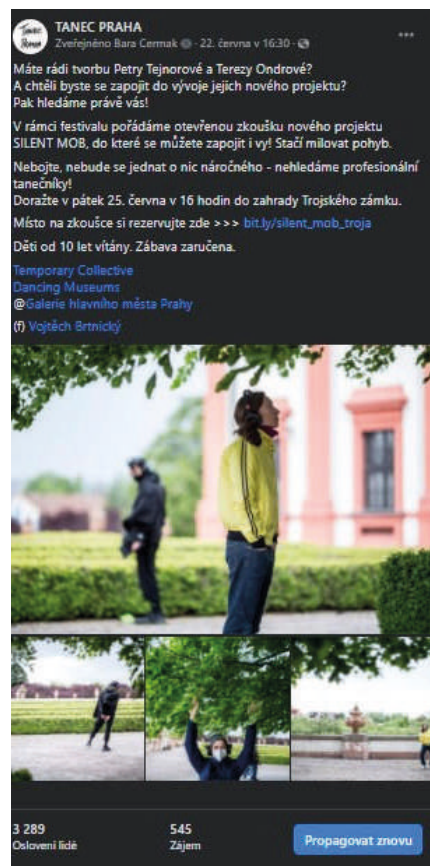 TANEC PRAHA
Zveřejněno Bara Cermak · 22. června v 16:30 ·
Máte rádi tvorbu Petry Tejnorové a Terezy Ondrové?
A chtěli byste se zapojit do vývoje jejich nového projektu?
Pak hledáme právě vás!
V rámci festivalu pořádáme otevřenou zkoušku nového projektu
SILENT MOB, do které se můžete zapojit i vy! Stačí milovat pohyb.
Nebojte, nebude se jednat o nic náročného - nehledáme profesionální
tanečníky!
Doražte v pátek 25. června v 16 hodin do zahrady Trojského zámku.
Místo na zkoušce si rezervujte zde >>> bit.ly/silent_mob_troja
Děti od 10 let vítány. Zábava zaručena.
Temporary Collective
Dancing Museums
@Galerie hlavního města Prahy
(f) Vojtěch Brtnický
3 289
Oslovení lidé
545
Zájem
Propagovat znovu